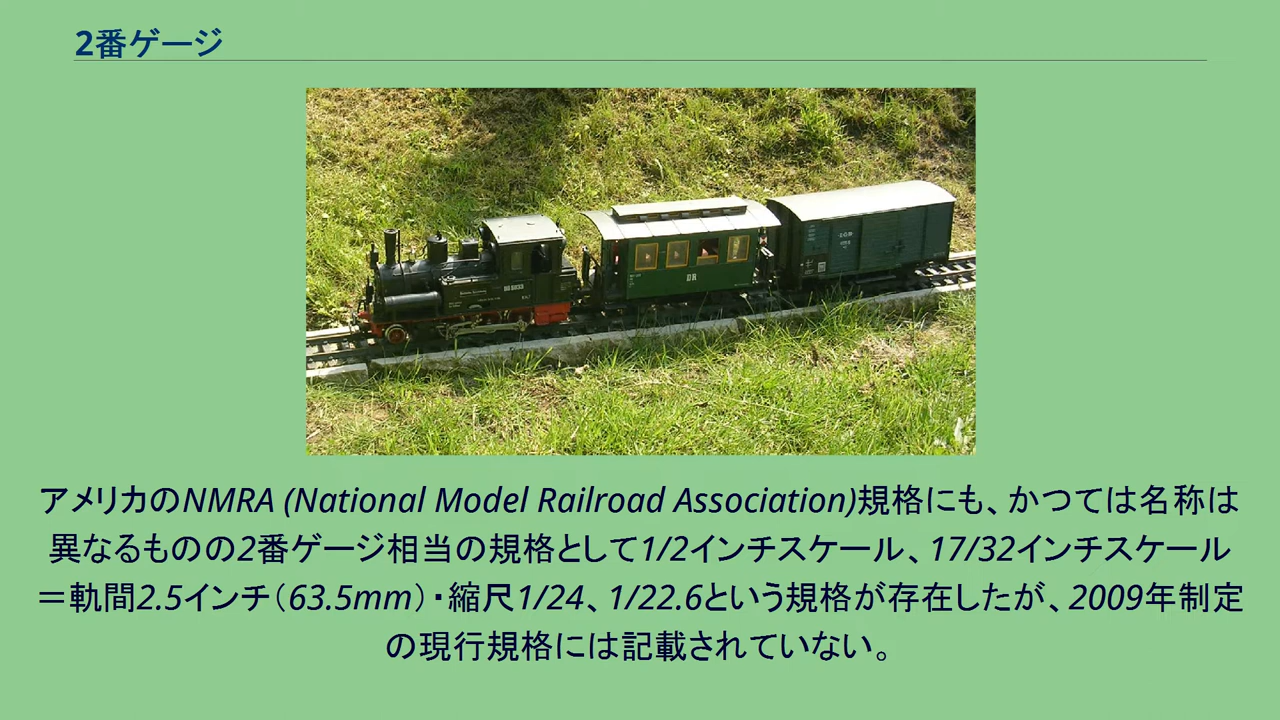 2番ゲージ
DR
アメリカのNMRA (National Model Railroad Association)規格にも、かつては名称は
異なるものの2番ゲージ相当の規格として1/2インチスケール、17/32インチスケール
＝軌間2.5インチ（63.5mm）・縮尺1/24、1/22.6という規格が存在したが、2009年制定
の現行規格には記載されていない。